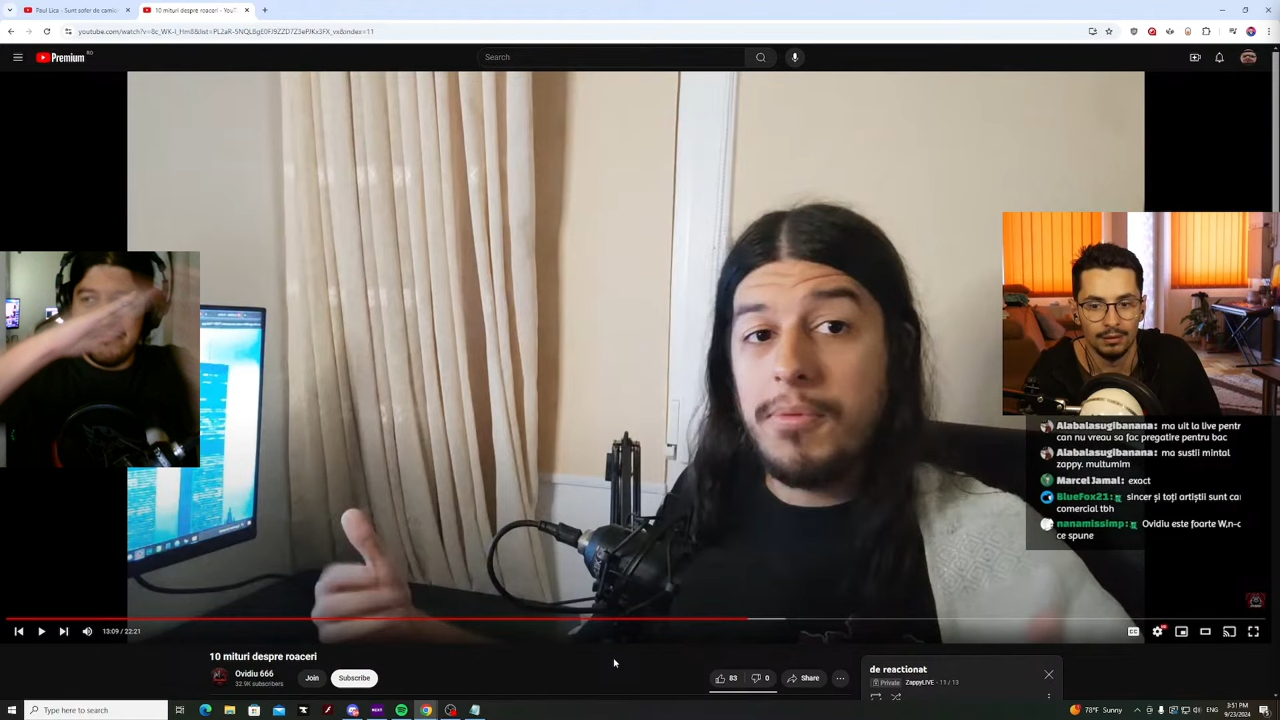 Paul Lica - Sunt sofer de camio
10 mituri despre roaceri - YouT
youtube.com/watch?v=8c_WK-I_Hm8&list=PL2aR-5NQLBgE0FJ9ZZD7Z3ePJKx3FX_vx&index=11
Premium RO
Search
Alabalasugibanana: ma uit la live pentr
can nu vreau sa fac pregatire pentru bac
Alabalasugibanana: ma sustii mintal
zappy. multumim
Marcel Jamal: exact
BlueFox21: sincer și toți artiștii sunt ca
comercial tbh
nanamissimp: Ovidiu este foarte W,n-c
ce spune
13:09 / 22:21
10 mituri despre roaceri
Ovidiu 666
32.9K subscribers
Join
Subscribe
83
0
Share
de reactionat
Private ZappyLIVE - 11 / 13
Type here to search
NEXT
78°F Sunny
ENG
3:51 PM
9/23/2024